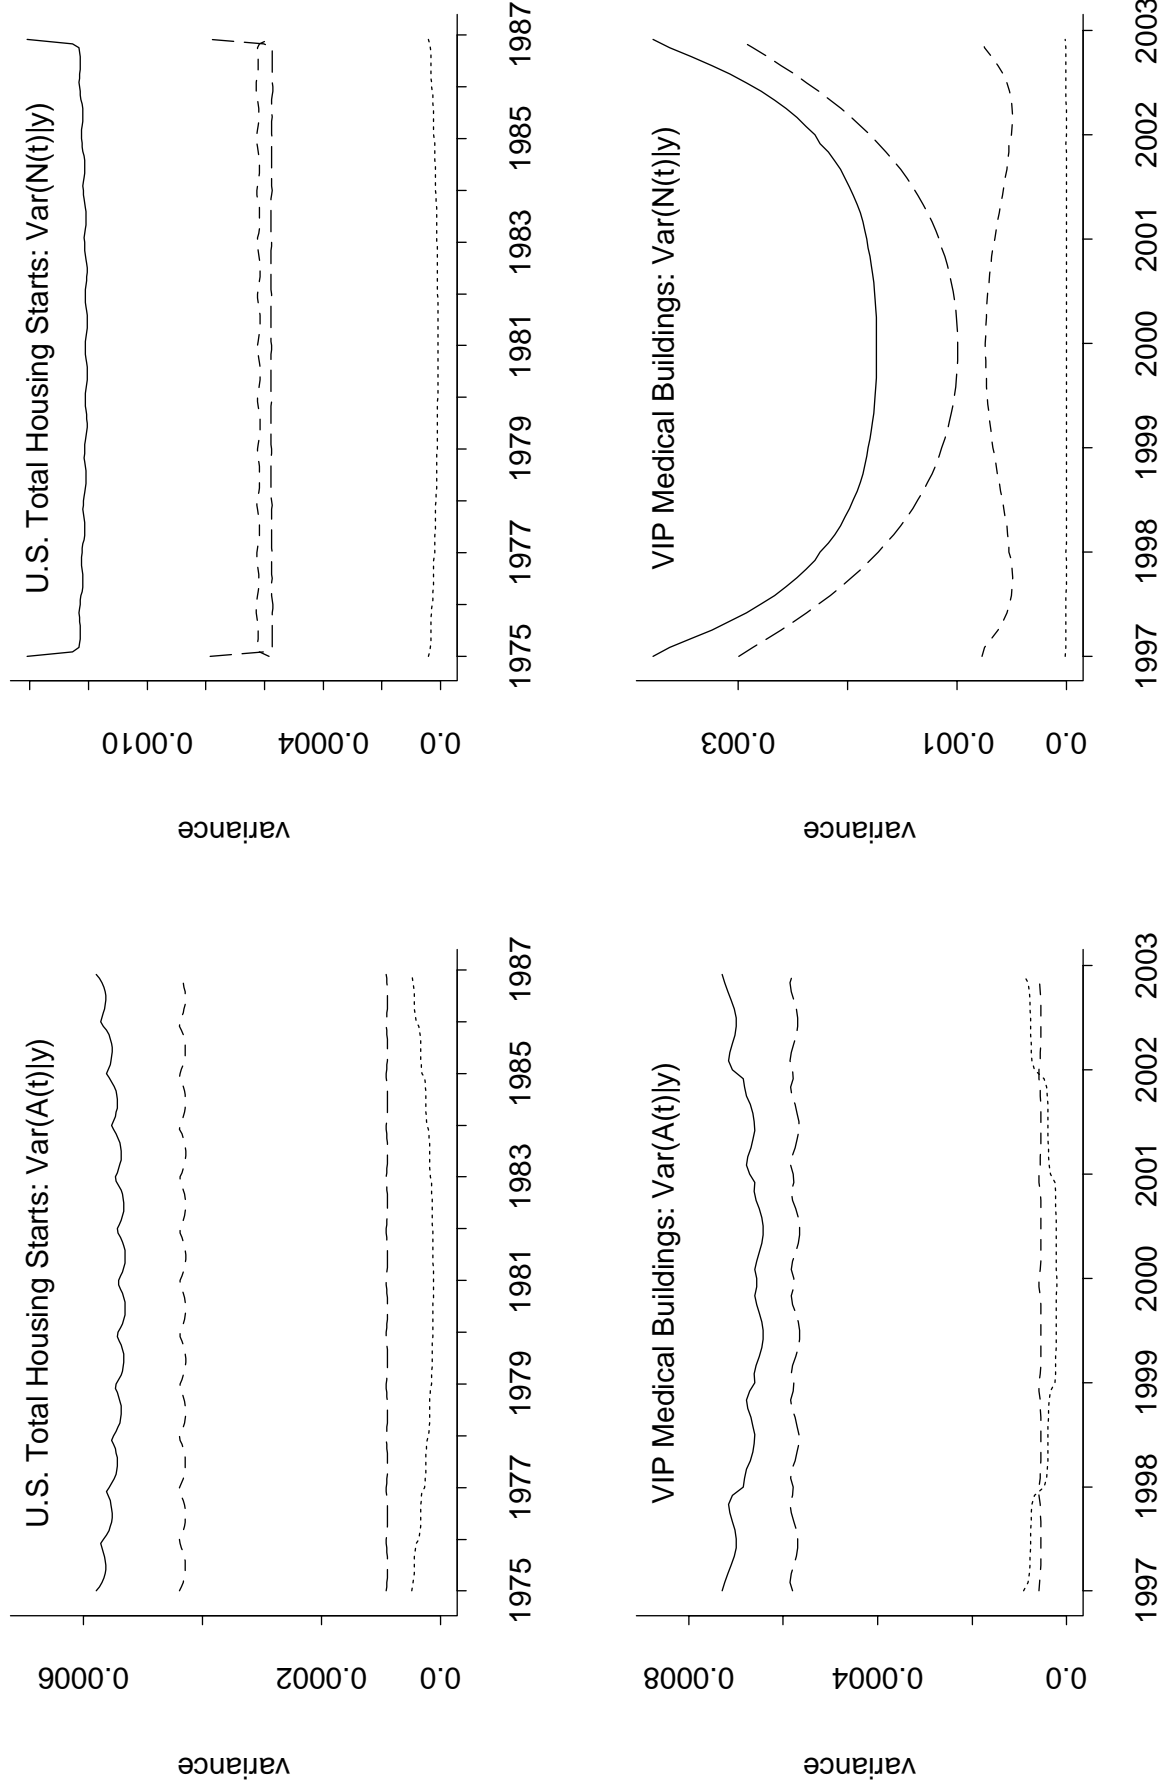 U.S. Total Housing Starts: Var(A(t)|y)
variance
0.0 0.0002 0.0006
1975 1977 1979 1981 1983 1985 1987
U.S. Total Housing Starts: Var(N(t)|y)
variance
0.0 0.0004 0.0010
1975 1977 1979 1981 1983 1985 1987
VIP Medical Buildings: Var(A(t)|y)
variance
0.0 0.0004 0.0008
1997 1998 1999 2000 2001 2002 2003
VIP Medical Buildings: Var(N(t)|y)
variance
0.0 0.001 0.003
1997 1998 1999 2000 2001 2002 2003